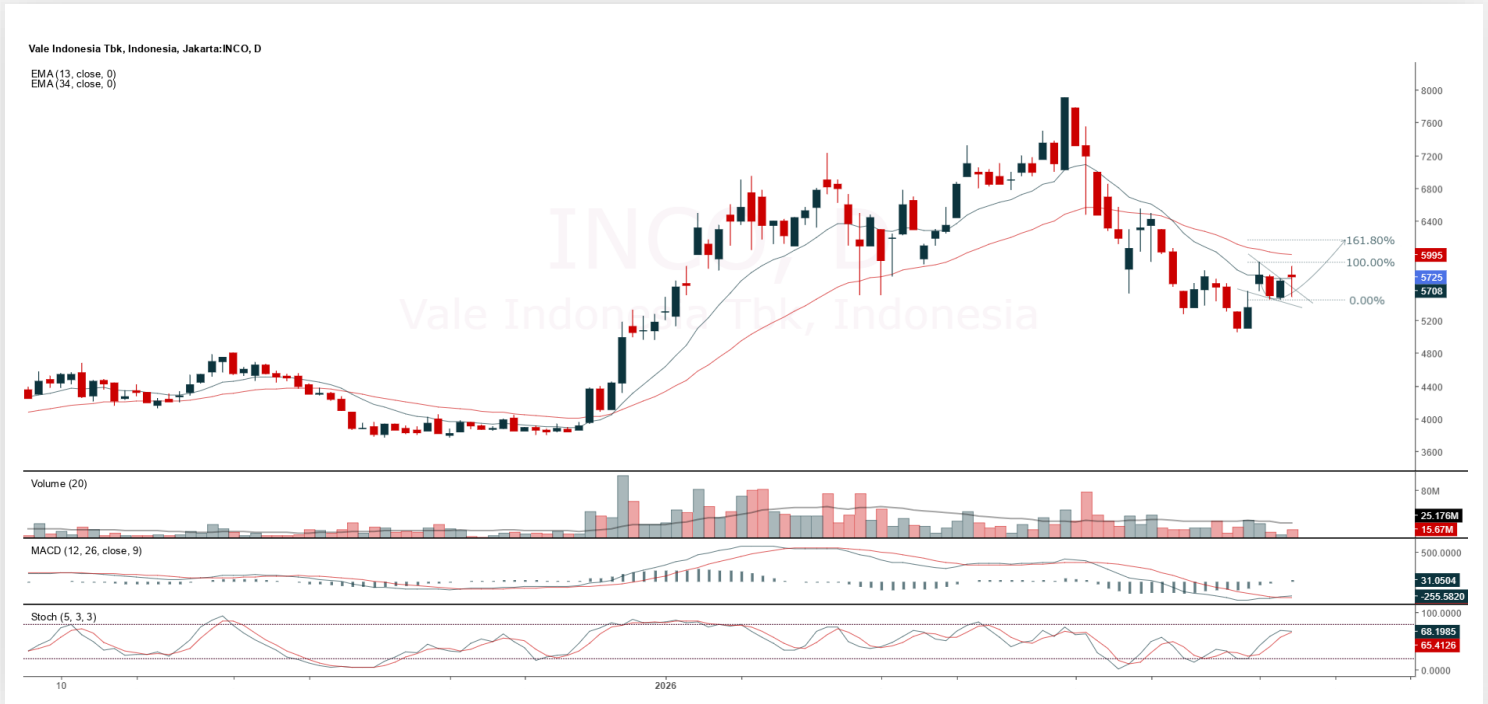 Vale Indonesia Tbk, Indonesia, Jakarta:INCO, D
EMA (13, close, 0)
EMA (34, close, 0)
INCO, D
Vale Indonesia Tbk, Indonesia
8000
7600
7200
6800
6400
161.80%
5995
100.00%
5725
5708
0.00%
5200
4800
4400
4000
3600
Volume (20)
80M
25.176M
15.67M
MACD (12, 26, close, 9)
500.0000
31.0504
-255.5820
Stoch (5, 3, 3)
100.0000
68.1985
65.4126
0.0000
10
2026